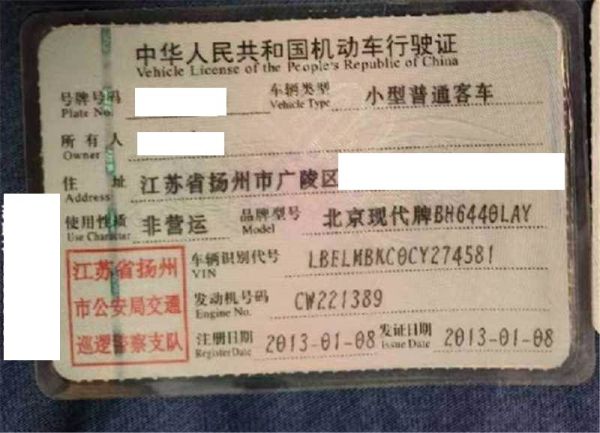 中华人民共和国机动车行驶证
Vehicle License of the People's Republic of China
号牌号码 车辆类型 小型普通客车
Plate No. Vehicle Type
所有人
Owner
住址 江苏省扬州市广陵区
Address
使用性质 非营运 品牌型号 北京现代牌BH6440LAY
Use Character Model
江苏省扬州
市公安局交通
巡逻警察支队
车辆识别代号 LBELMBKC0CY274581
VIN
发动机号码 CW221389
Engine No.
注册日期 2013-01-08 发证日期 2013-01-08
Register Date Issue Date